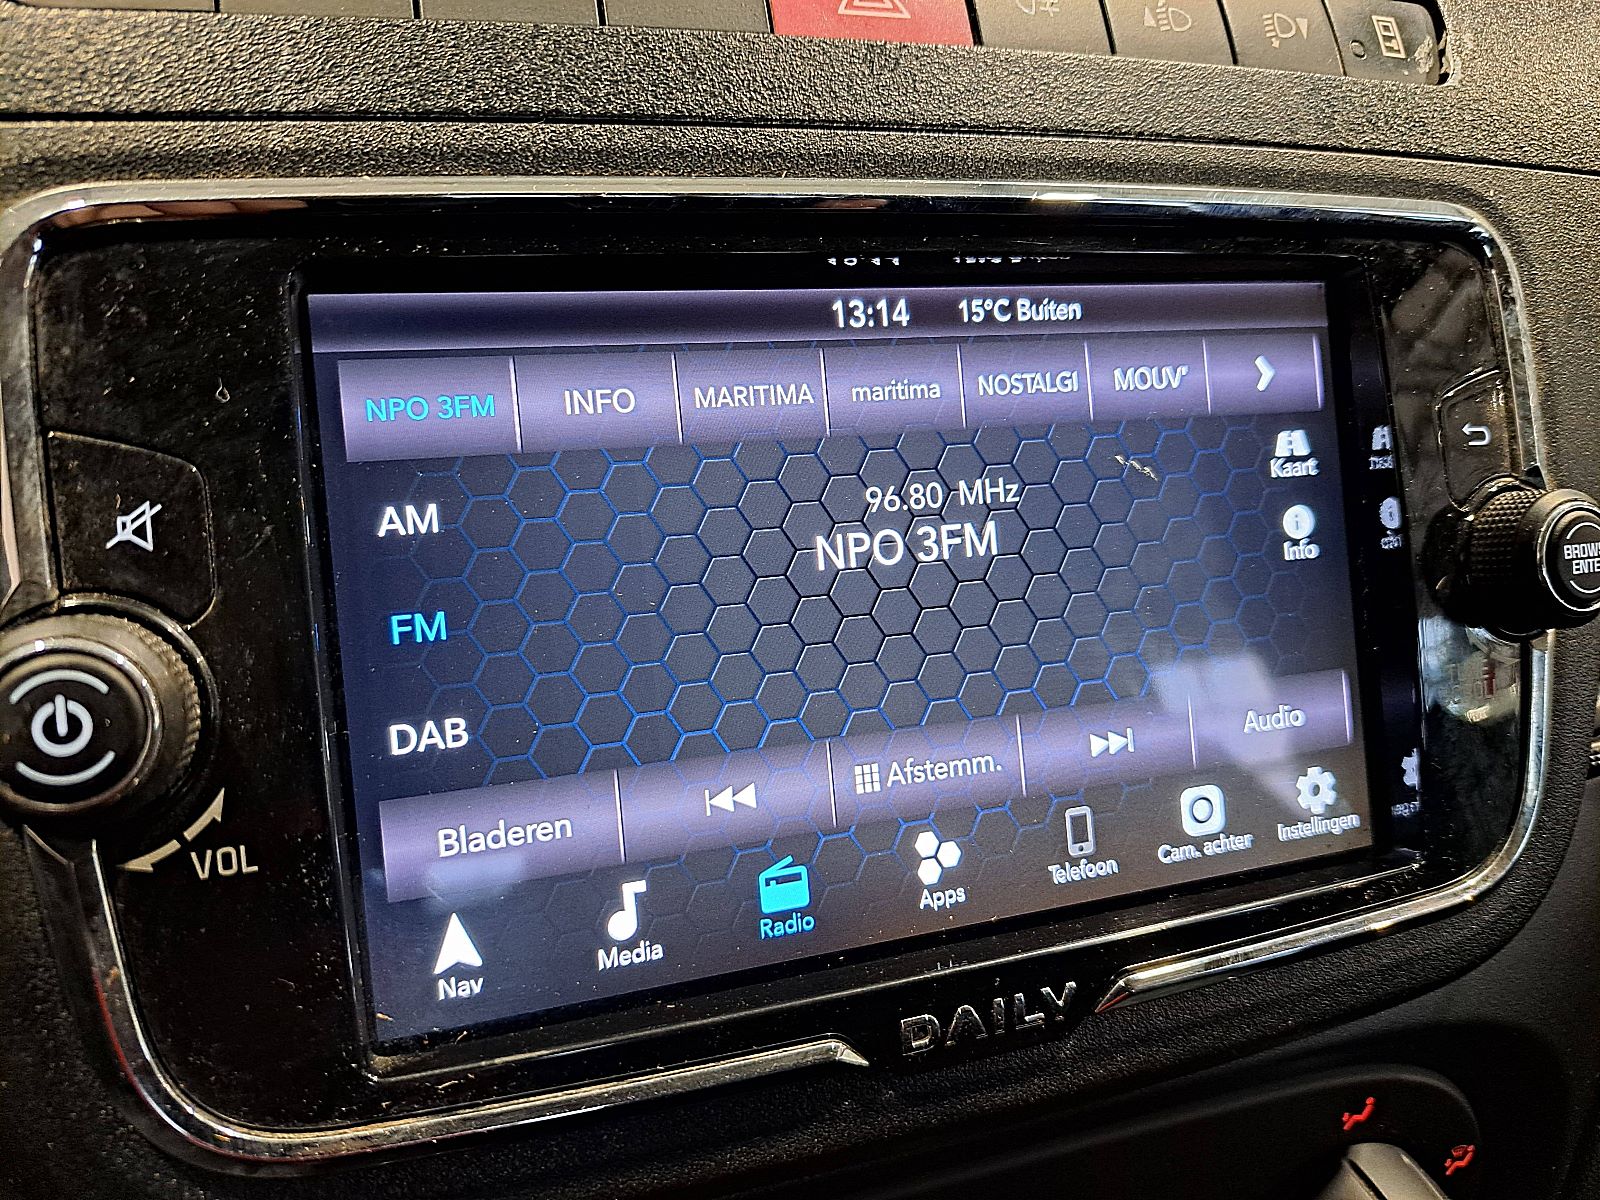 13:14 15°C Buiten
NPO 3FM INFO MARITIMA maritima NOSTALGI MOUV'
Kaart
96.80 MHz
AM
NPO 3FM
Info
FM
DAB
Audio
Afstemm.
Bladeren
VOL
Nav Media Radio Apps Telefoon Cam. achter Instellingen
DAILY